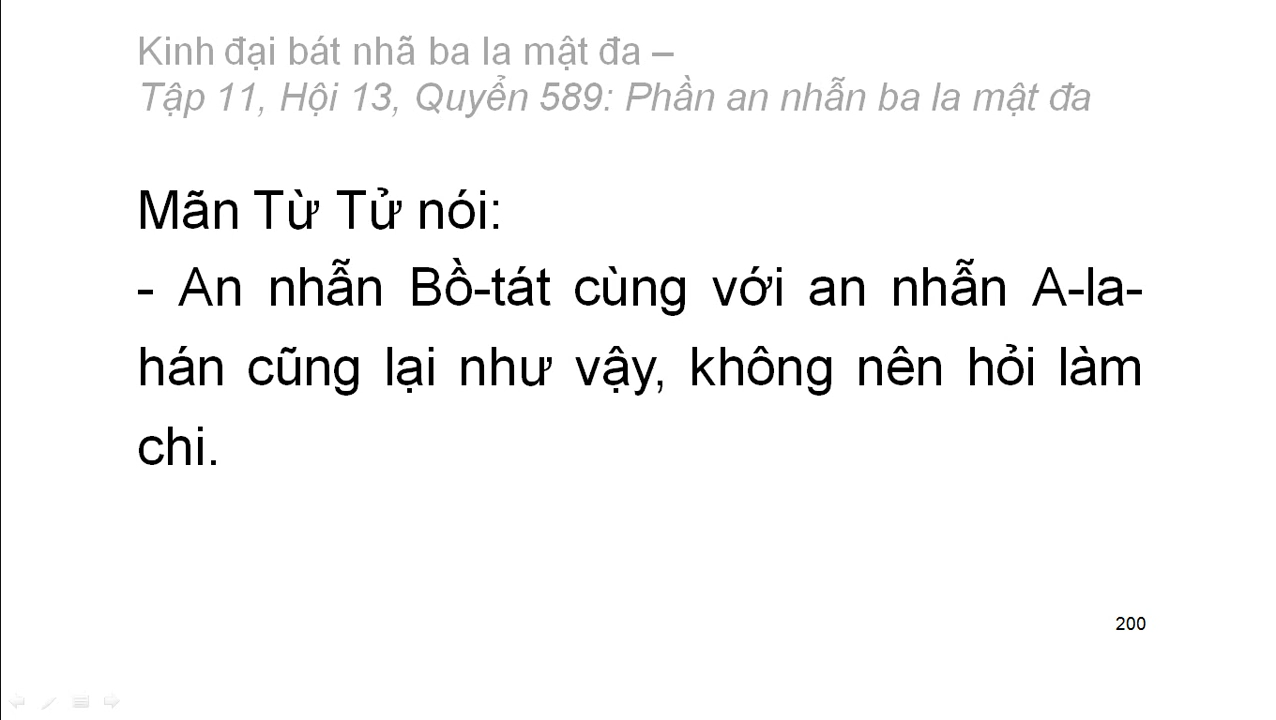 Kinh đại bát nhã ba la mật đa –
Tập 11, Hội 13, Quyển 589: Phần an nhẫn ba la mật đa
Mãn Từ Tử nói:
- An nhẫn Bồ-tát cùng với an nhẫn A-la-
hán cũng lại như vậy, không nên hỏi làm
chi.
200